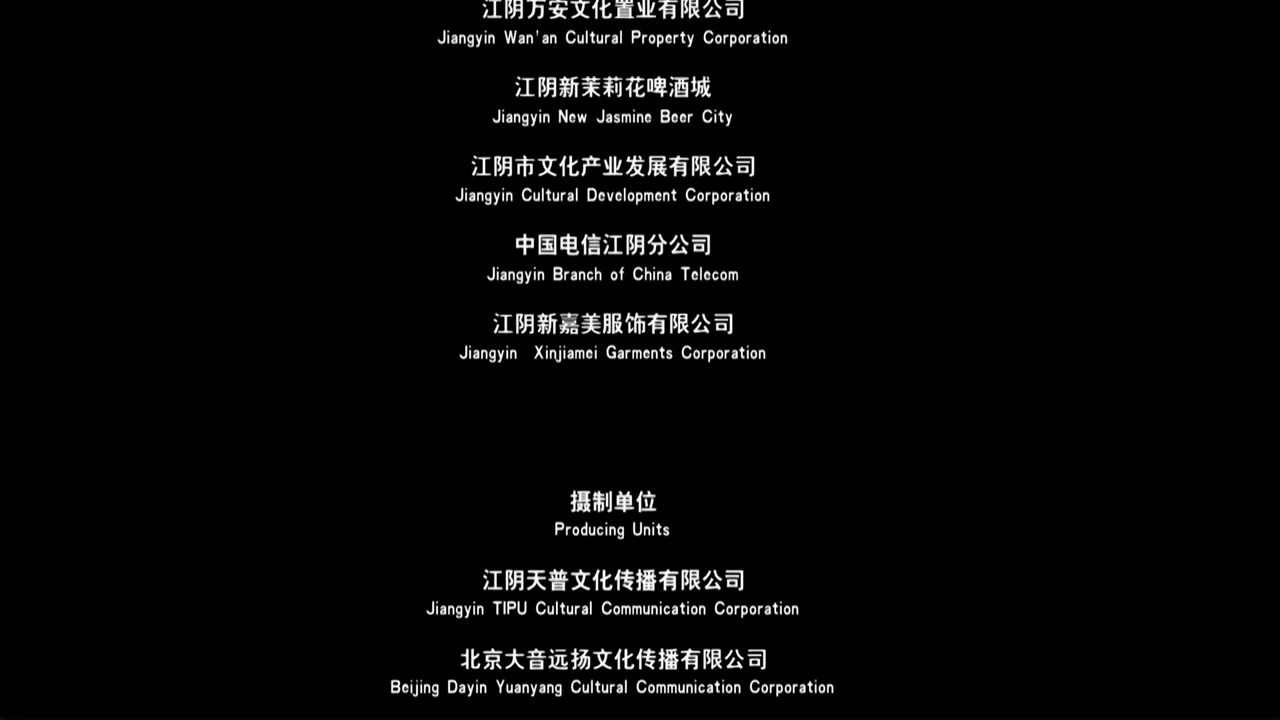 江阴万安文化置业有限公司
Jiangyin Wan'an Cultural Property Corporation
江阴新茉莉花啤酒城
Jiangyin New Jasmine Beer City
江阴市文化产业发展有限公司
Jiangyin Cultural Development Corporation
中国电信江阴分公司
Jiangyin Branch of China Telecom
江阴新嘉美服饰有限公司
Jiangyin Xinjiamei Garments Corporation
摄制单位
Producing Units
江阴天普文化传播有限公司
Jiangyin TIPU Cultural Communication Corporation
北京大音远扬文化传播有限公司
Beijing Dayin Yuanyang Cultural Communication Corporation